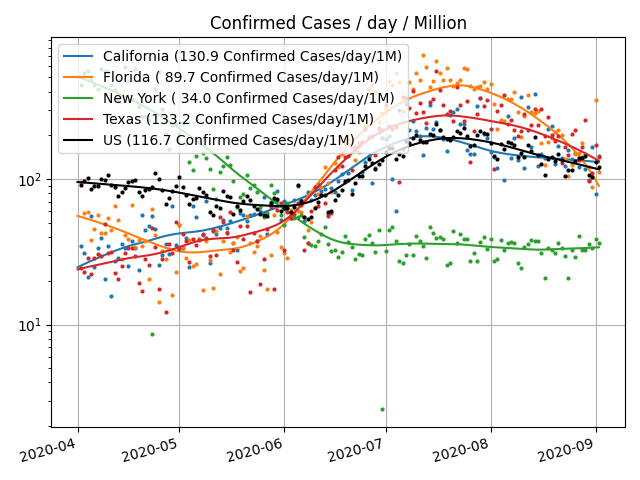 Confirmed Cases / day / Million
California (130.9 Confirmed Cases/day/1M)
Florida ( 89.7 Confirmed Cases/day/1M)
New York ( 34.0 Confirmed Cases/day/1M)
Texas (133.2 Confirmed Cases/day/1M)
US (116.7 Confirmed Cases/day/1M)
10²
10¹
2020-04 2020-05 2020-06 2020-07 2020-08 2020-09